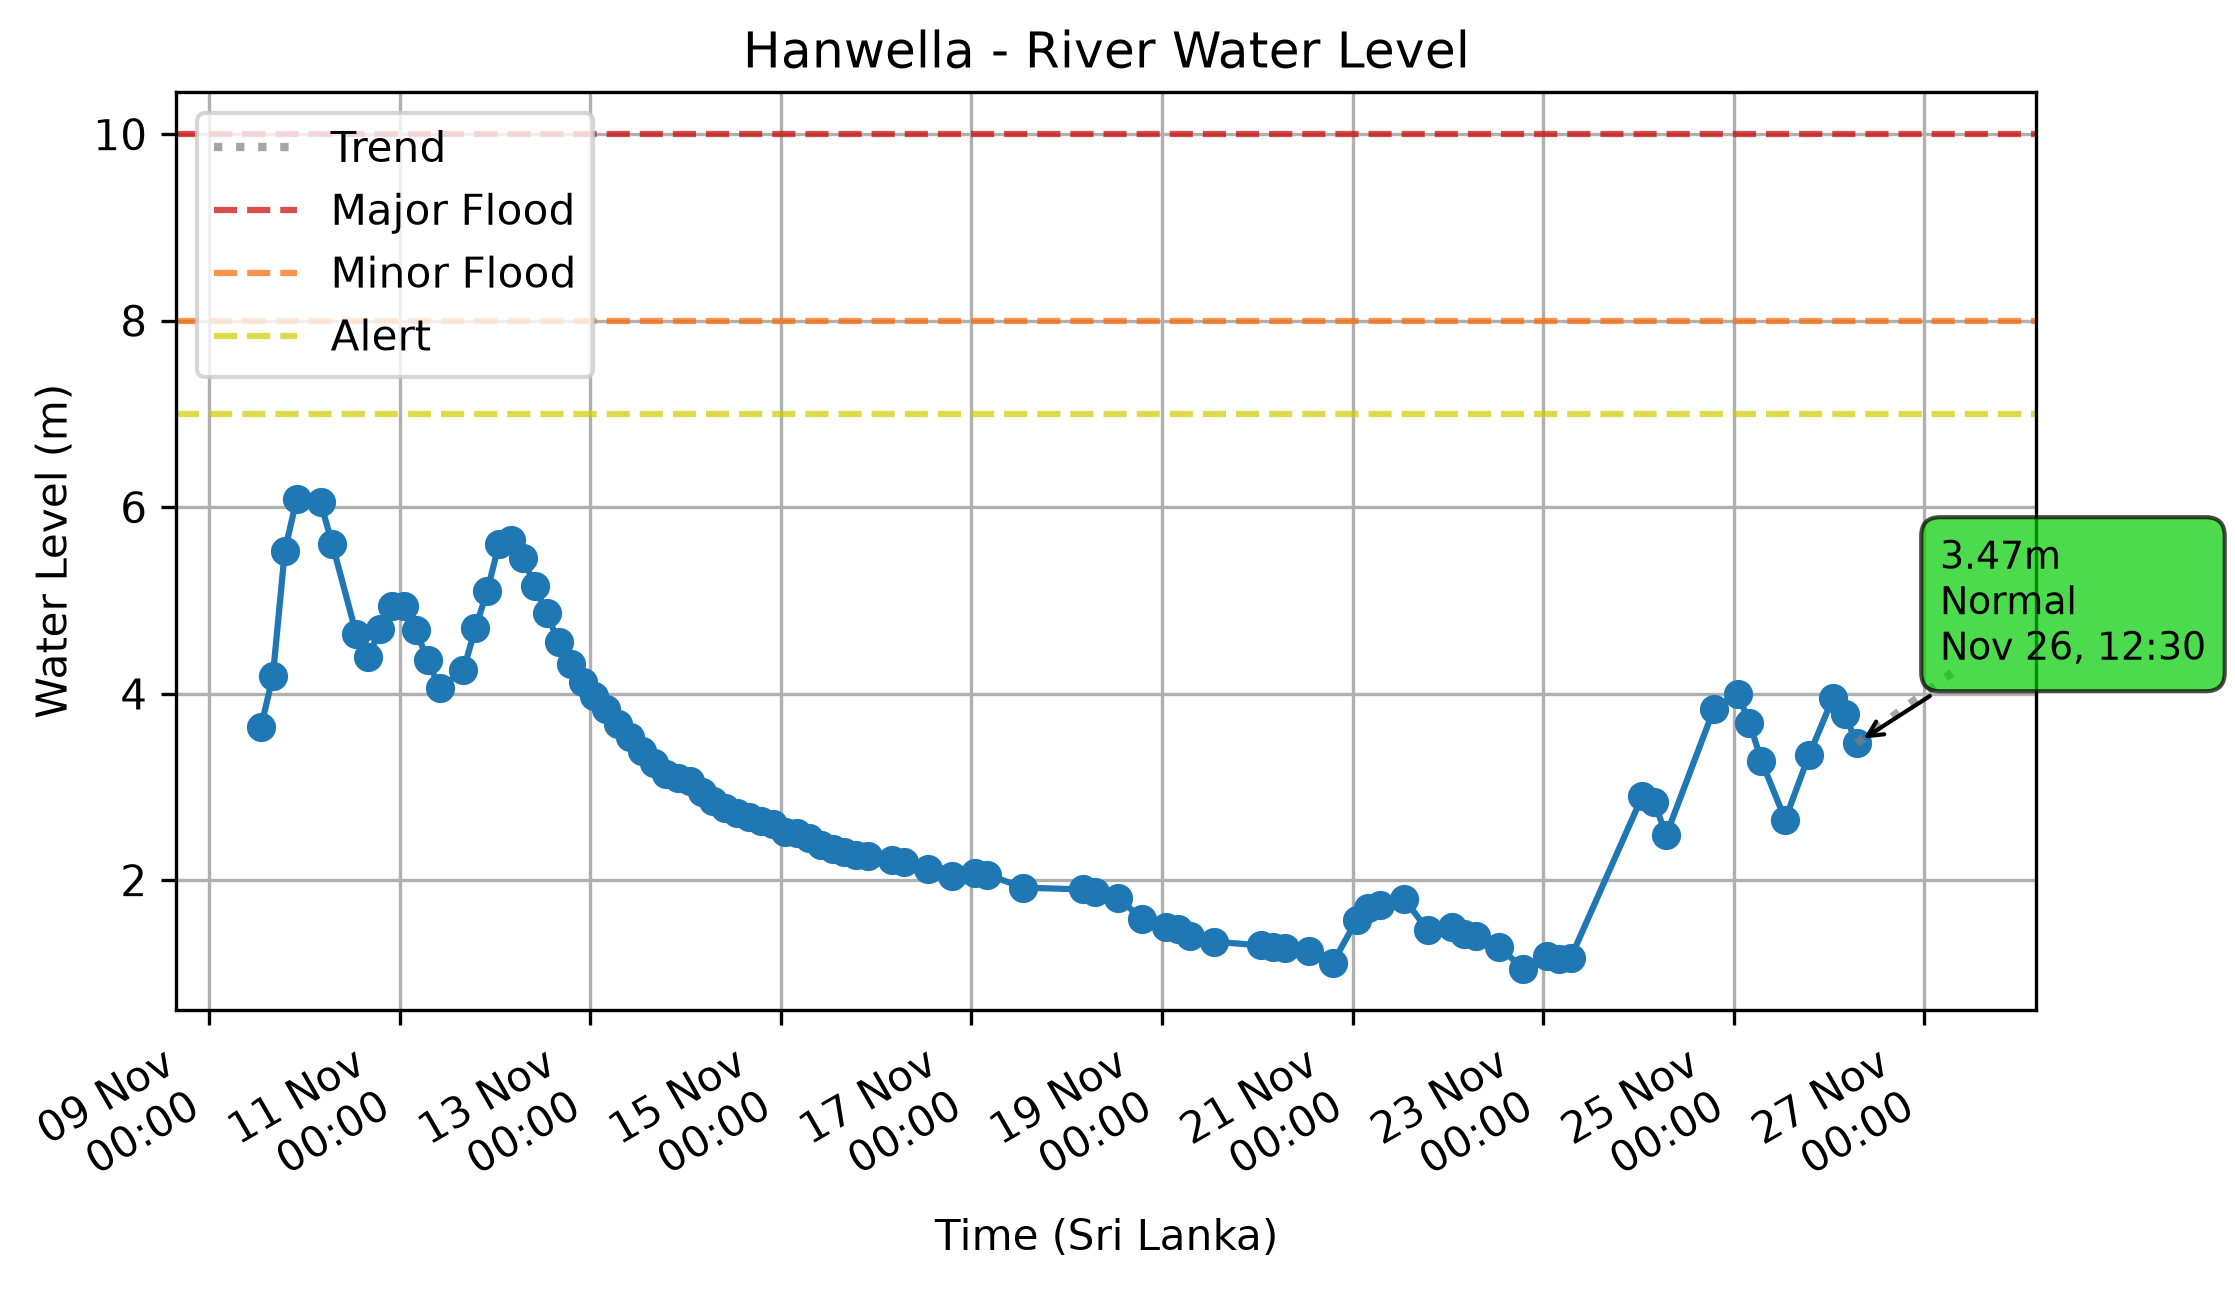 Hanwella - River Water Level
Trend
Major Flood
Minor Flood
Alert
10
8
6
4
2
Water Level (m)
3.47m
Normal
Nov 26, 12:30
09 Nov
00:00
11 Nov
00:00
13 Nov
00:00
15 Nov
00:00
17 Nov
00:00
19 Nov
00:00
21 Nov
00:00
23 Nov
00:00
25 Nov
00:00
27 Nov
00:00
Time (Sri Lanka)